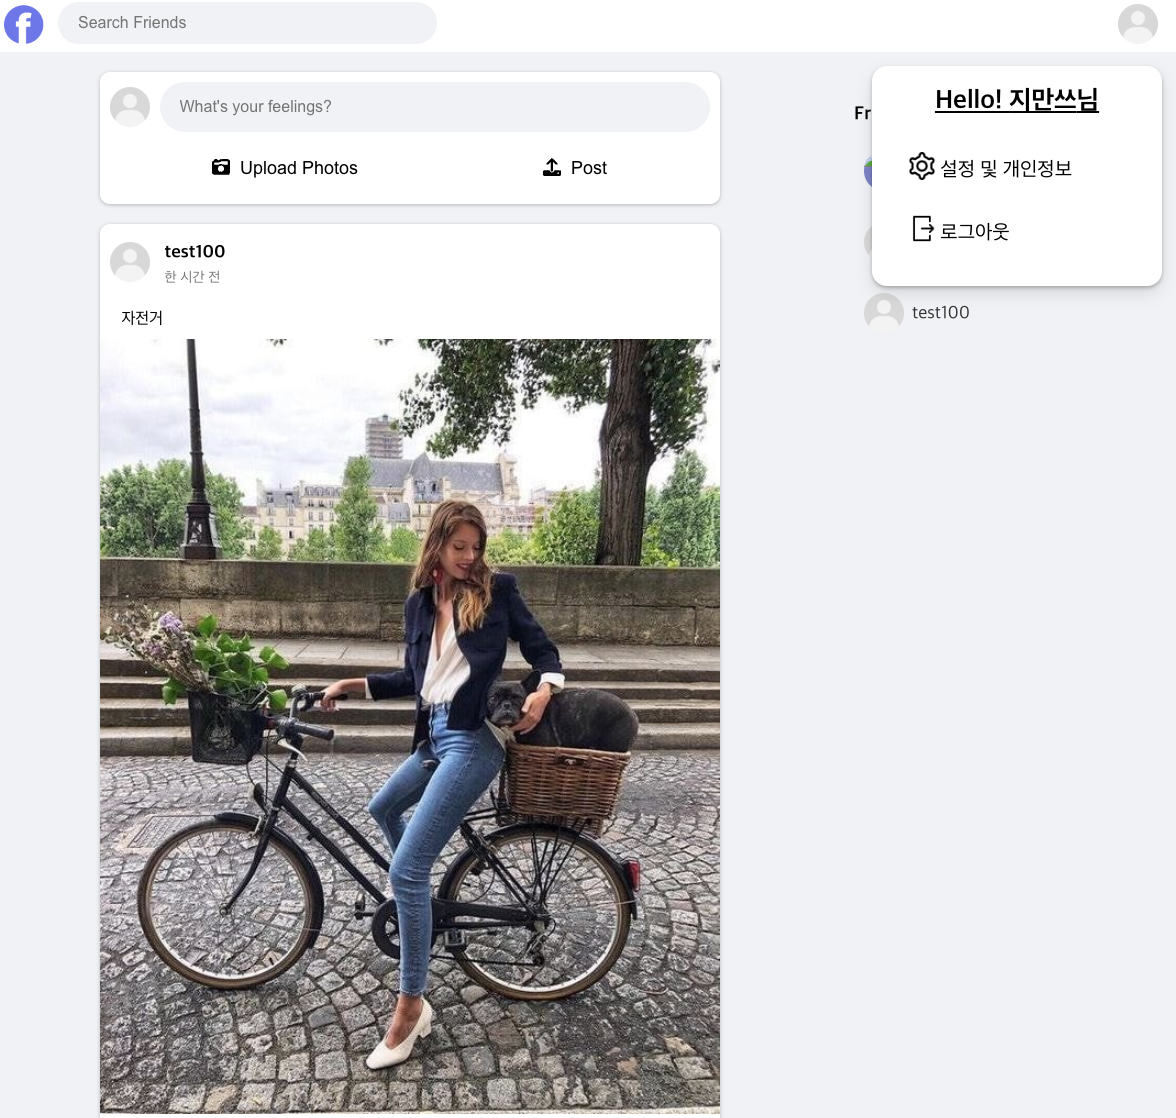 f
Search Friends
What's your feelings?
Upload Photos
Post
Fr
Hello! 지만쓰님
설정 및 개인정보
로그아웃
test100
test100
한 시간 전
자전거